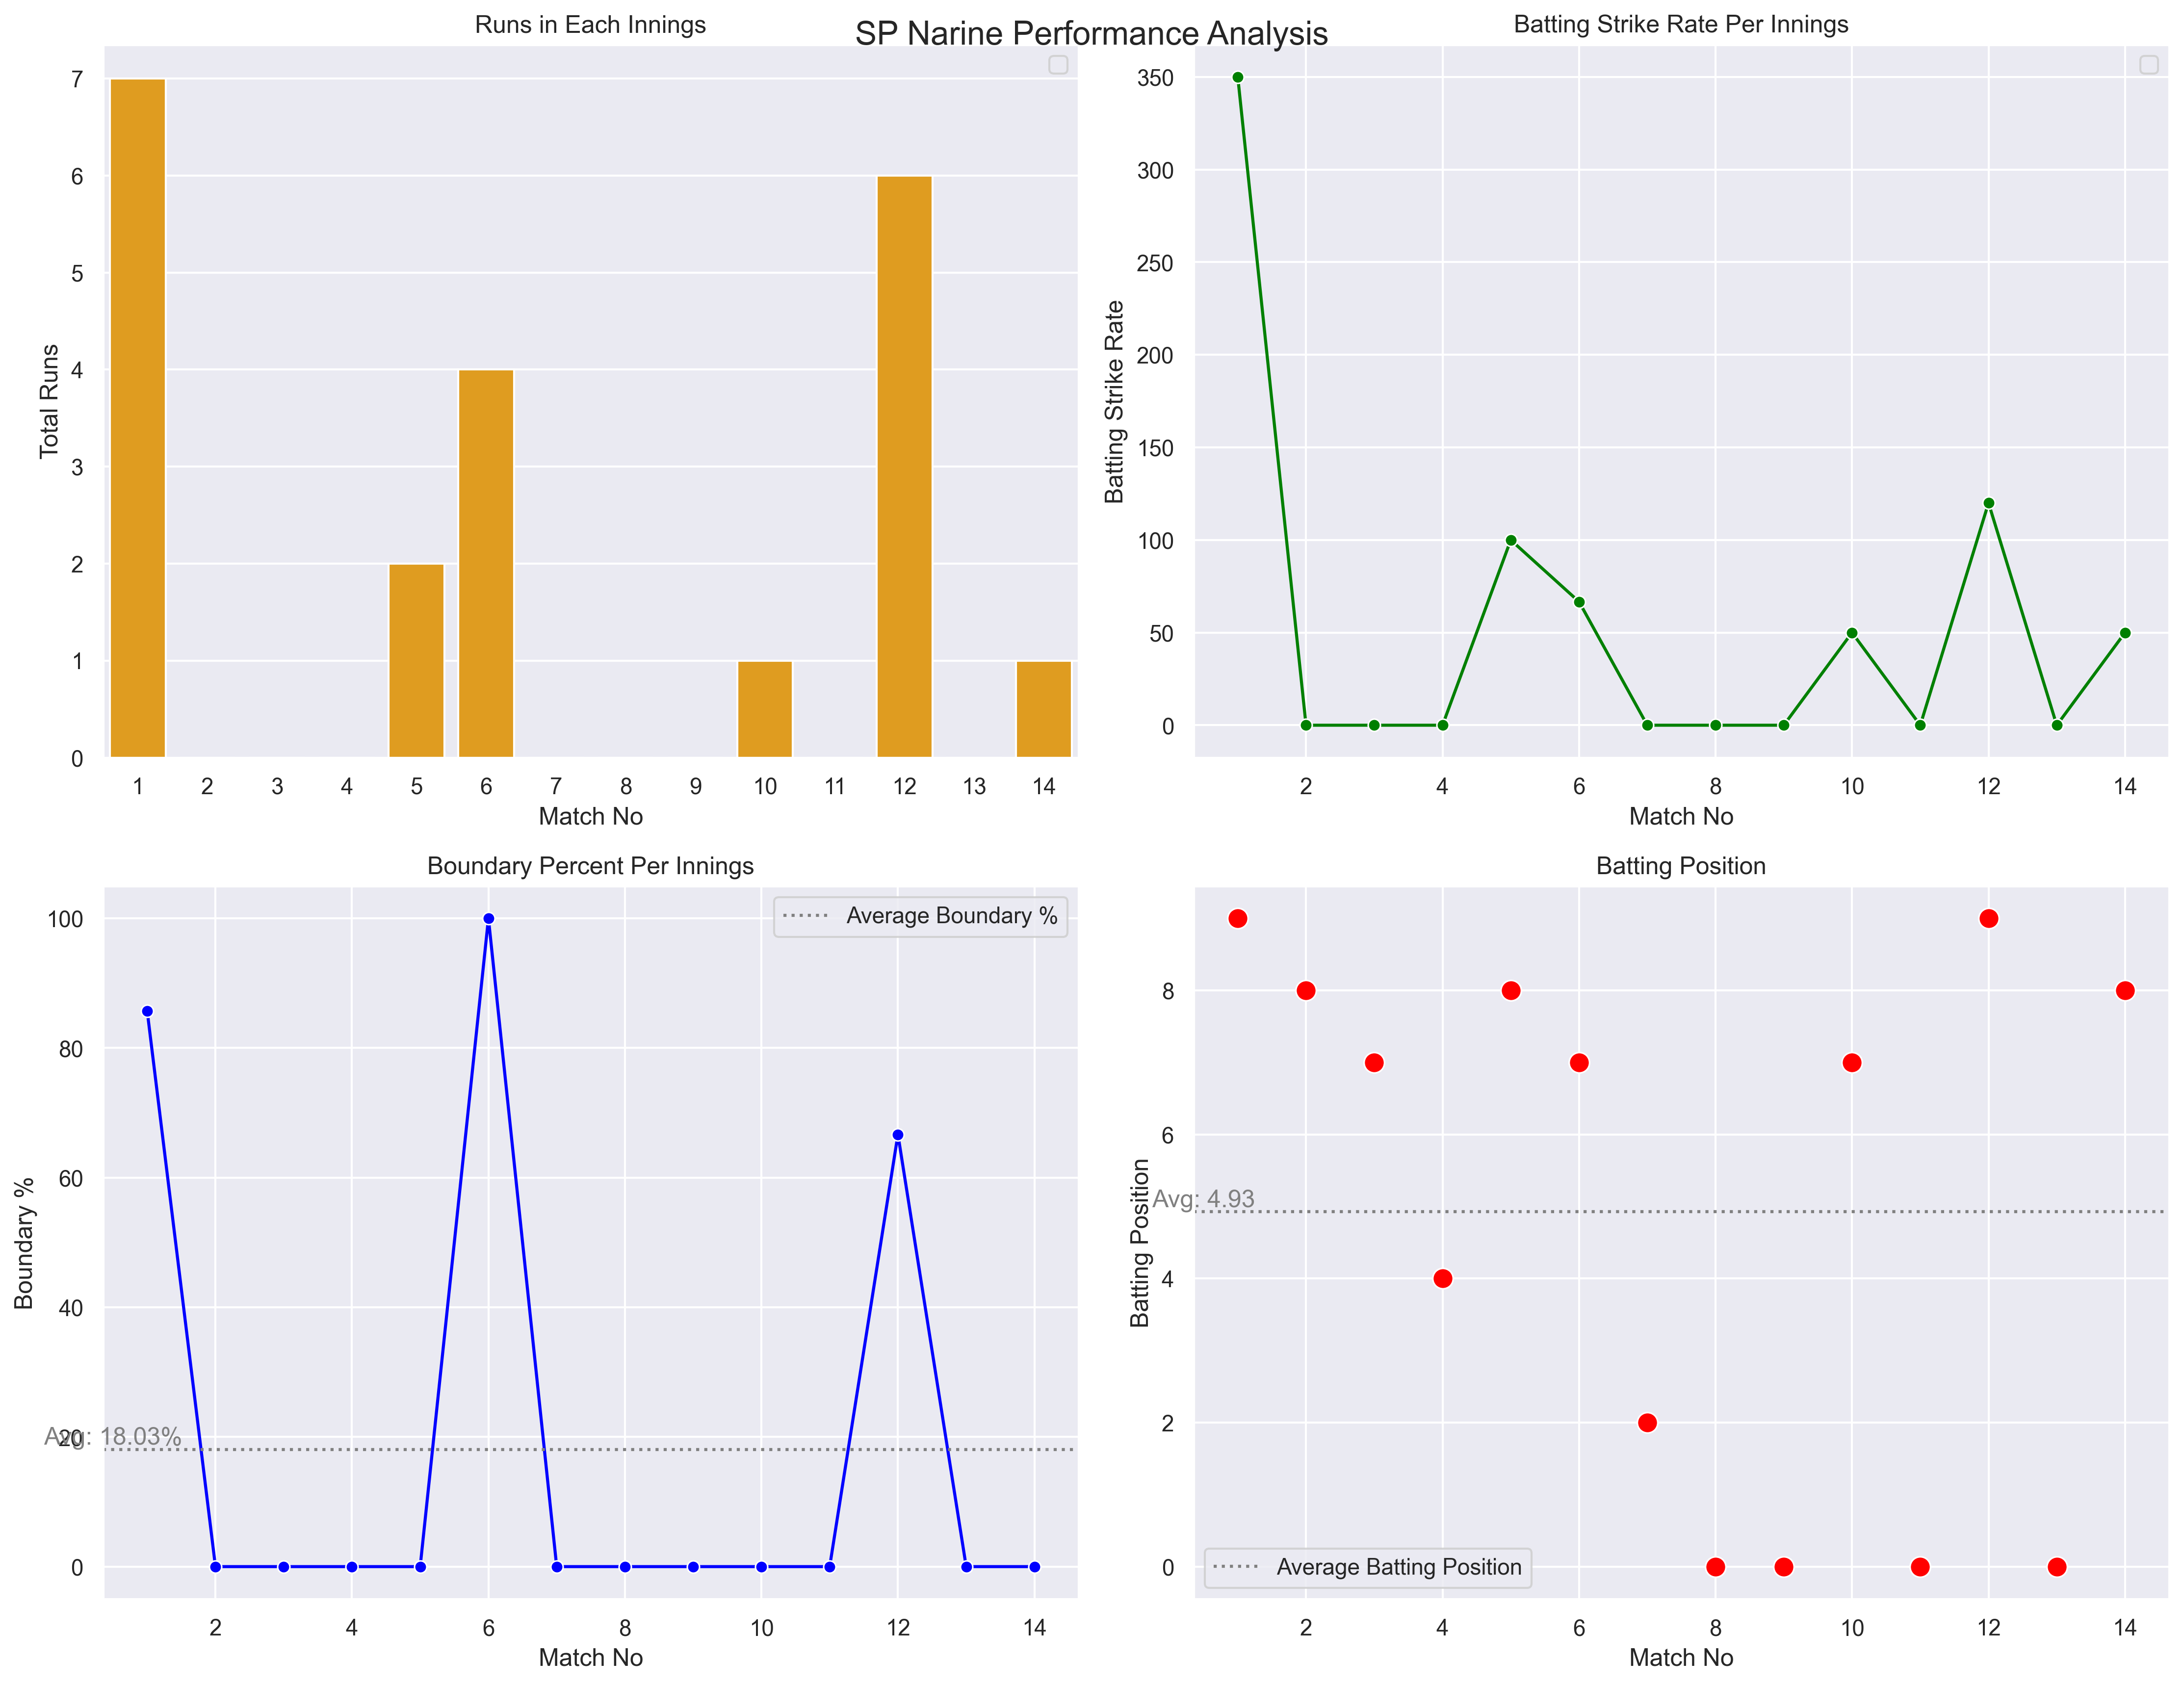 SP Narine Performance Analysis
Runs in Each Innings
Total Runs
7
6
5
4
3
2
1
0
1 2 3 4 5 6 7 8 9 10 11 12 13 14
Match No
Batting Strike Rate Per Innings
Batting Strike Rate
350
300
250
200
150
100
50
0
2 4 6 8 10 12 14
Match No
Boundary Percent Per Innings
Average Boundary %
Boundary %
100
80
60
40
20
0
Avg: 18.03%
2 4 6 8 10 12 14
Match No
Batting Position
Batting Position
8
6
4
2
0
Avg: 4.93
Average Batting Position
2 4 6 8 10 12 14
Match No